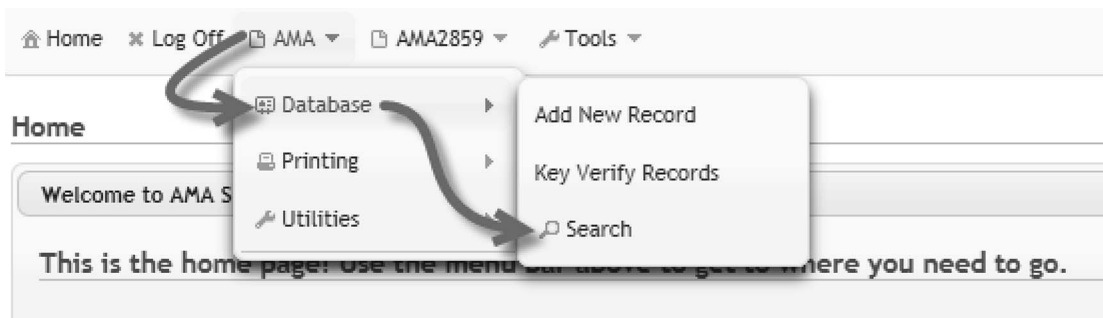 Home Log Off AMA AMA2859 Tools
Database
Add New Record
Home
Printing
Key Verify Records
Welcome to AMA S
Utilities
Search
This is the home page! Use the menu bar above to get to where you need to go.